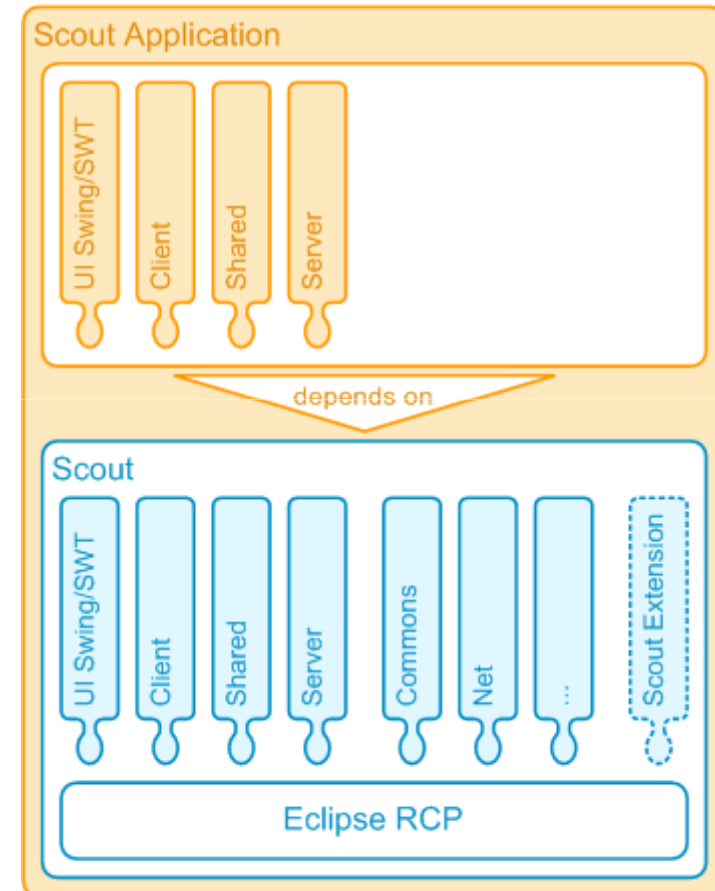 Scout Application
UI Swing/SWT
Client
Shared
Server
depends on
Scout
UI Swing/SWT
Client
Shared
Server
Commons
Net
...
Scout Extension
Eclipse RCP